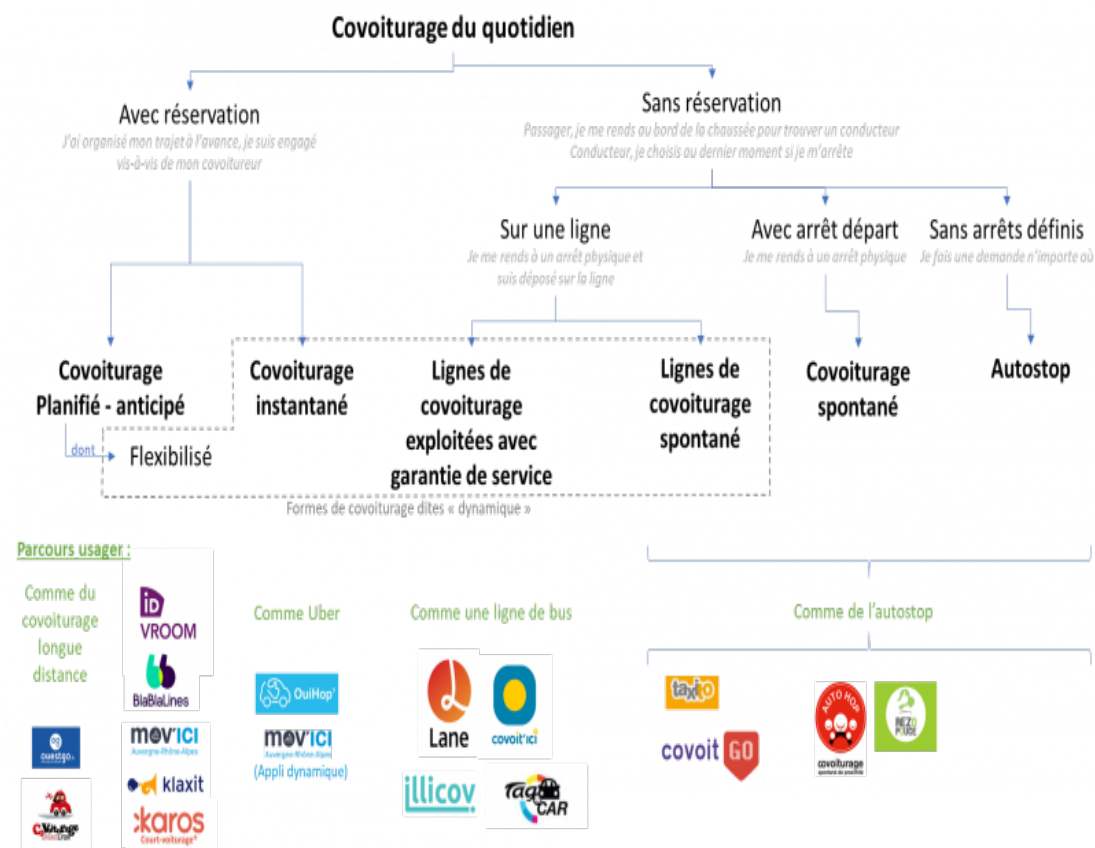 Covoiturage du quotidien
Avec réservation
J'ai organisé mon trajet à l'avance, je suis engagé
vis-à-vis de mon covoitureur
Sans réservation
Passager, je me rends au bord de la chaussée pour trouver un conducteur
Conducteur, je choisis au dernier moment si je m'arrête
Sur une ligne
Je me rends à un arrêt physique et
suis déposé sur la ligne
Avec arrêt départ
Je me rends à un arrêt physique
Sans arrêts définis
Je fais une demande n'importe où
Covoiturage
Planifié - anticipé
dont
Flexibilisé
Covoiturage
instantané
Lignes de
covoiturage
exploitées avec
garantie de service
Lignes de
covoiturage
spontané
Covoiturage
spontané
Autostop
Formes de covoiturage dites « dynamique »
Parcours usager :
Comme du
covoiturage
longue
distance
Comme Uber
Comme une ligne de bus
Comme de l'autostop
iD
VROOM
BlaBlaLines
ouestgo
mov'ici
Auvergne-Rhône-Alpes
klaxit
karos
Court-voiturage
OuiHop'
mov'ici
Auvergne-Rhône-Alpes
(Appli dynamique)
Lane
covoit'ici
illicov
Tag
CAR
taxito
covoit GO
AUTO HOP
covoiturage
spontané de proximité
REZO
POUCE